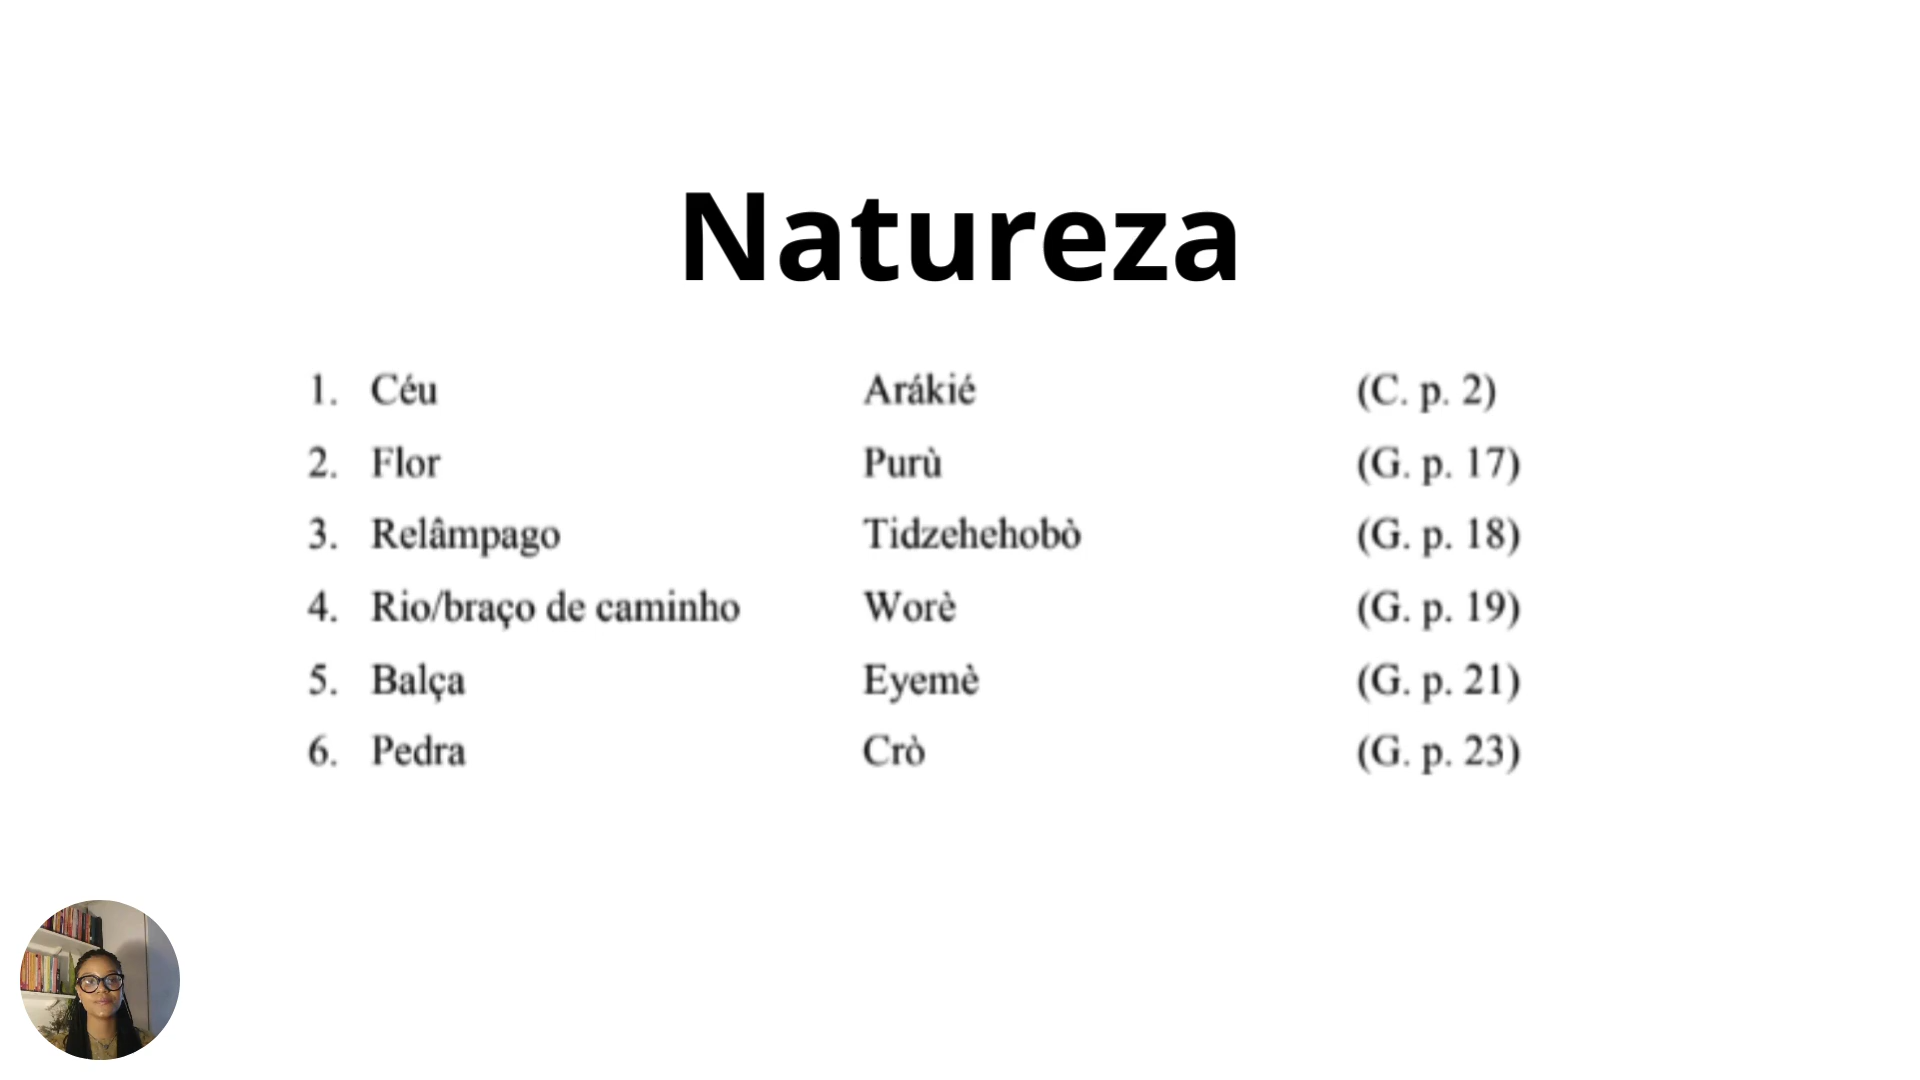 Natureza
1. Céu Arákié (C. p. 2)
2. Flor Purù (G. p. 17)
3. Relâmpago Tidzehehobò (G. p. 18)
4. Rio/braço de caminho Worè (G. p. 19)
5. Balça Eyemè (G. p. 21)
6. Pedra Crò (G. p. 23)